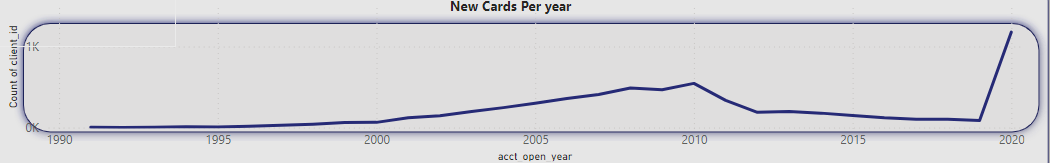 New Cards Per year
Count of client_id
1K
0K
1990 1995 2000 2005 2010 2015 2020
acct_open_year